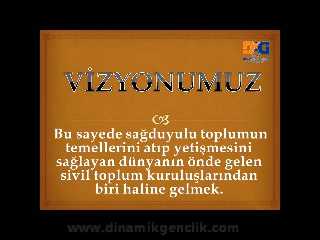 DG
VİZYONUMUZ
Bu sayede sağduyulu toplumun
temellerini atıp yetişmesini
sağlayan dünyanın önde gelen
sivil toplum kuruluşlarından
biri haline gelmek.
www.dinamikgenclik.com